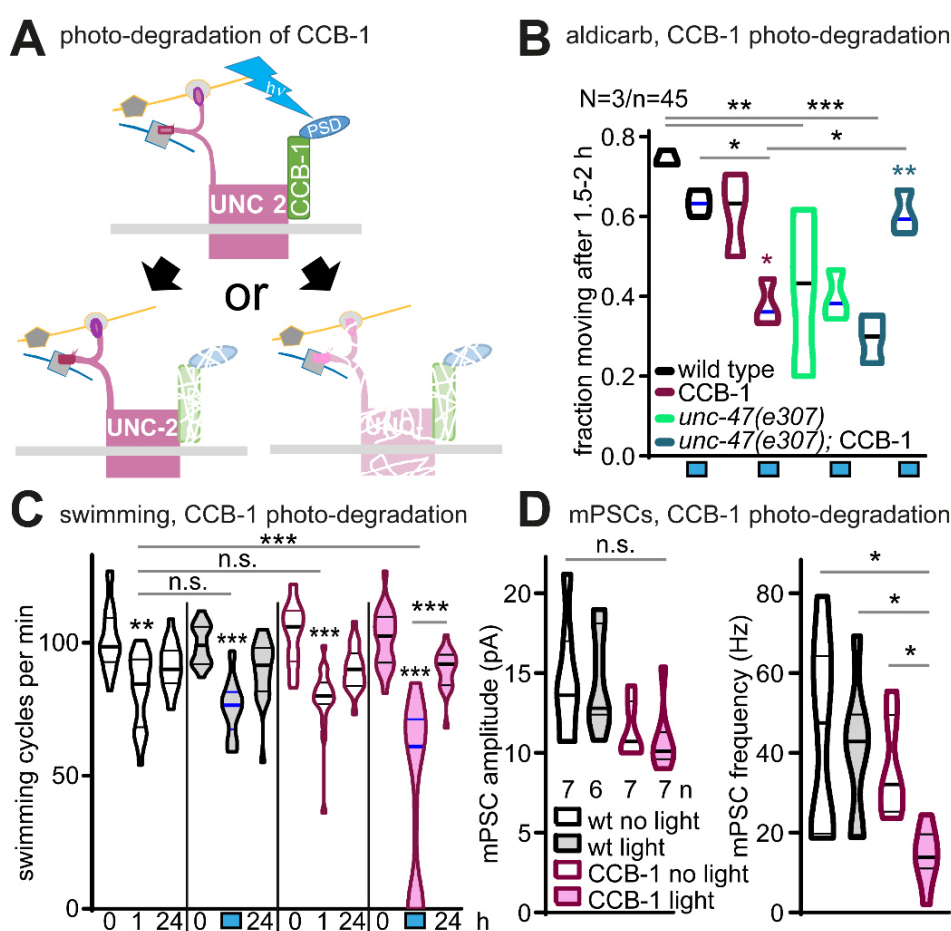 A photo-degradation of CCB-1
hν
PSD
CCB-1
UNC 2
or
UNC-2
UNC-
B aldicarb, CCB-1 photo-degradation
N=3/n=45
** ***
* *
**
*
fraction moving after 1.5-2 h
0.8
0.6
0.4
0.2
0.0
wild type
CCB-1
unc-47(e307)
unc-47(e307); CCB-1
C swimming, CCB-1 photo-degradation
***
n.s.
n.s.
** *** *** *** ***
swimming cycles per min
100
50
0
0 1 24 0 24 0 1 24 0 24 h
D mPSCs, CCB-1 photo-degradation
n.s.
mPSC amplitude (pA)
20
15
10
5
0
7 6 7 7 n
wt no light
wt light
CCB-1 no light
CCB-1 light
*
*
*
mPSC frequency (Hz)
80
60
40
20
0